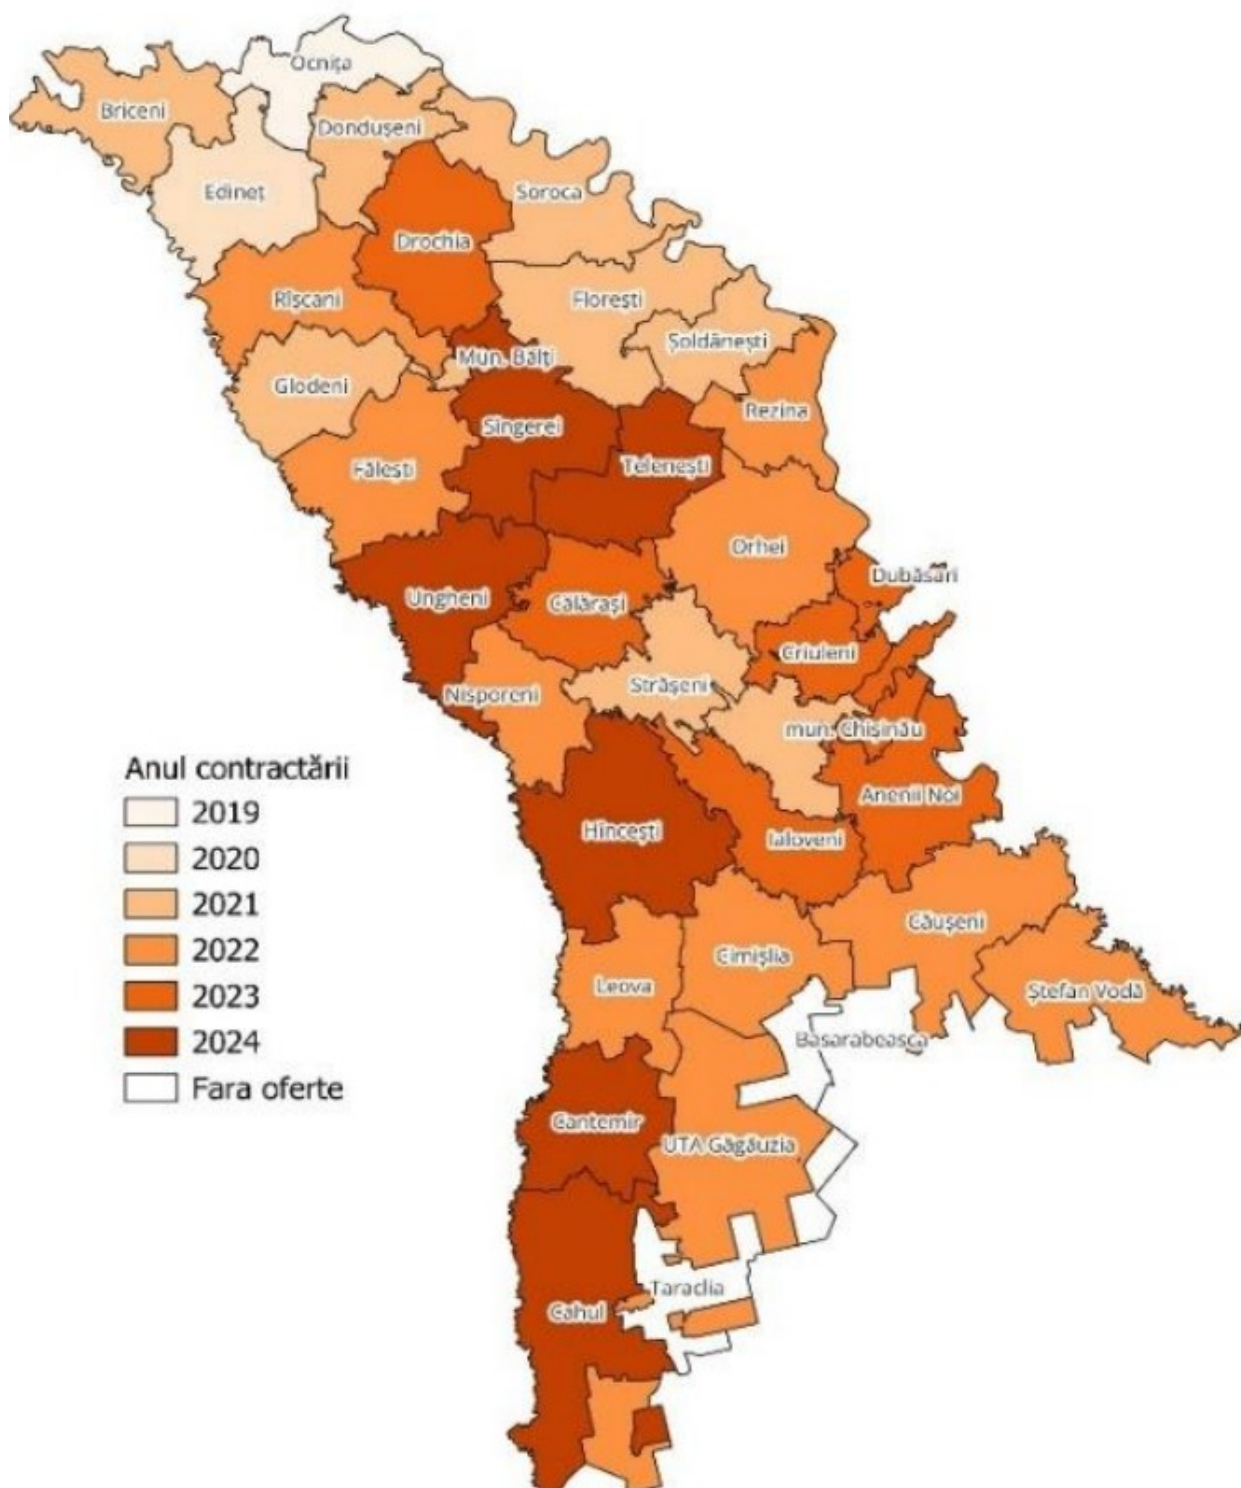 Ocnița
Briceni
Dondușeni
Edineț
Soroca
Drochia
Rîșcani
Florești
Șoldănești
Mun. Bălți
Glodeni
Rezina
Sîngerei
Fălești
Telenești
Orhei
Dubăsari
Ungheni
Călărași
Criuleni
Strășeni
Nisporeni
mun. Chișinău
Anenii Noi
Hîncești
Ialoveni
Căușeni
Cimișlia
Leova
Ștefan Vodă
Basarabeasca
Cantemir
UTA Găgăuzia
Taraclia
Cahul
Anul contractării
2019
2020
2021
2022
2023
2024
Fara oferte